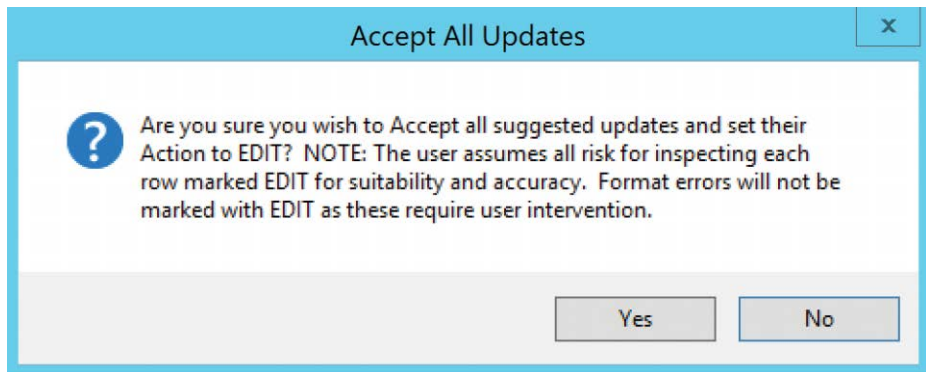 Accept All Updates
x
?
Are you sure you wish to Accept all suggested updates and set their
Action to EDIT?  NOTE: The user assumes all risk for inspecting each
row marked EDIT for suitability and accuracy.  Format errors will not be
marked with EDIT as these require user intervention.
Yes
No